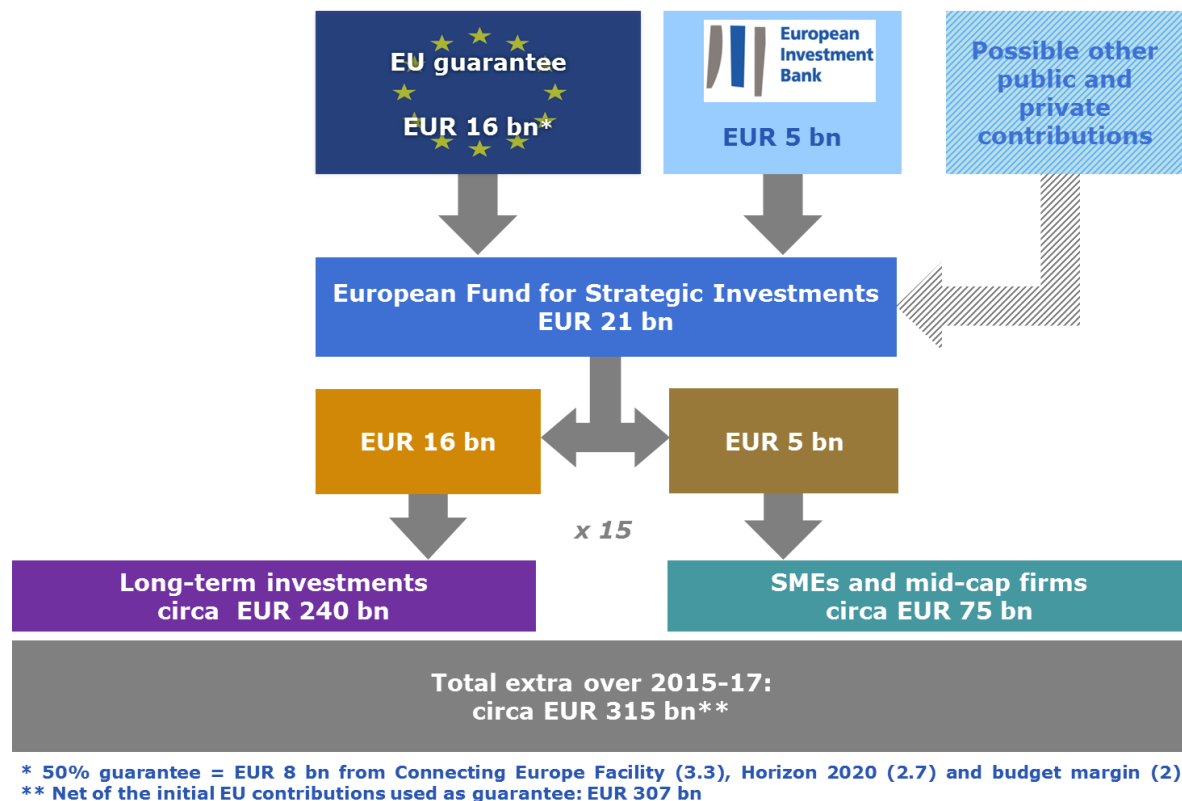 EU guarantee
EUR 16 bn*
European
Investment
Bank
EUR 5 bn
Possible other
public and
private
contributions
European Fund for Strategic Investments
EUR 21 bn
EUR 16 bn
EUR 5 bn
x 15
Long-term investments
circa EUR 240 bn
SMEs and mid-cap firms
circa EUR 75 bn
Total extra over 2015-17:
circa EUR 315 bn**
* 50% guarantee = EUR 8 bn from Connecting Europe Facility (3.3), Horizon 2020 (2.7) and budget margin (2)
** Net of the initial EU contributions used as guarantee: EUR 307 bn